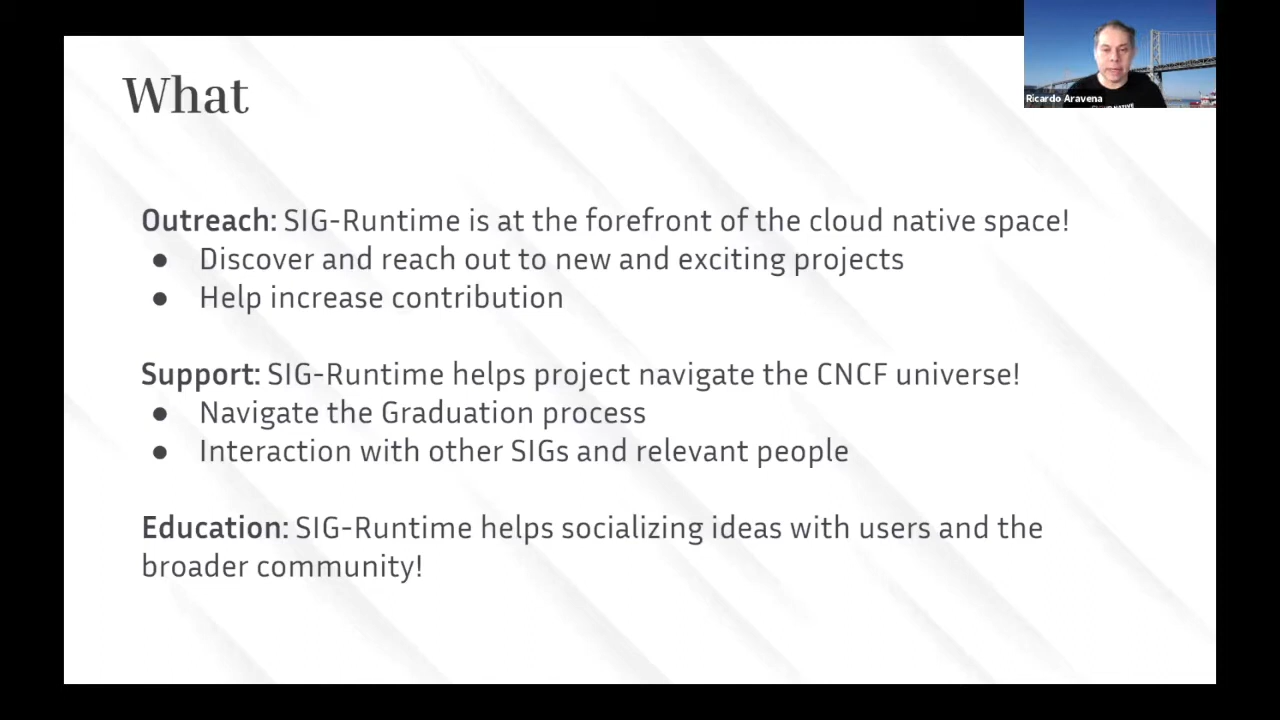 What
Ricardo Aravena
Outreach: SIG-Runtime is at the forefront of the cloud native space!
● Discover and reach out to new and exciting projects
● Help increase contribution
Support: SIG-Runtime helps project navigate the CNCF universe!
● Navigate the Graduation process
● Interaction with other SIGs and relevant people
Education: SIG-Runtime helps socializing ideas with users and the
broader community!